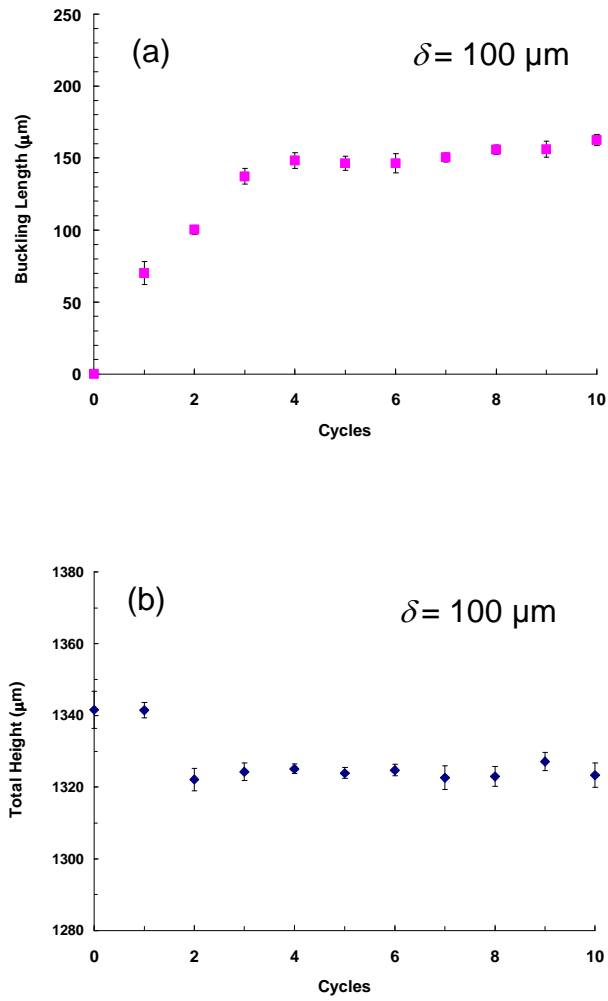 (a)
δ = 100 µm
250
200
150
100
50
0
Buckling Length (µm)
0 2 4 6 8 10
Cycles
(b)
δ = 100 µm
1380
1360
1340
1320
1300
1280
Total Height (µm)
0 2 4 6 8 10
Cycles